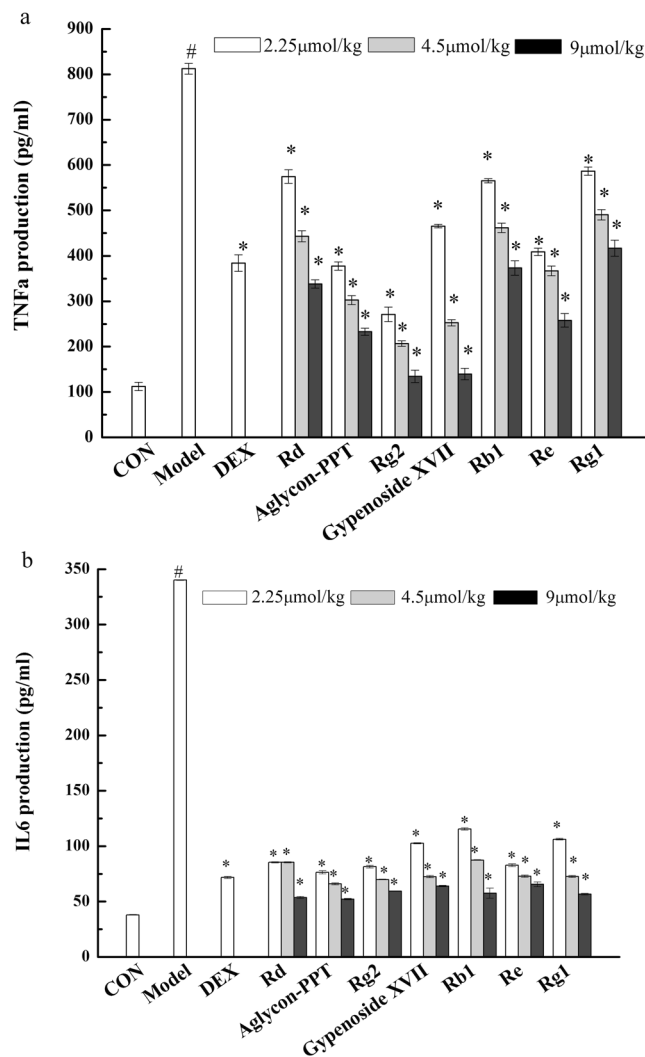 a
TNFa production (pg/ml)
900
800
700
600
500
400
300
200
100
0
2.25μmol/kg 4.5μmol/kg 9μmol/kg
#
* * * * * * * * * * * * * * * * * * * * * *
CON Model DEX Rd Aglycon-PPT Rg2 Gypenoside XVII Rb1 Re Rg1
b
IL6 production (pg/ml)
350
300
250
200
150
100
50
0
2.25μmol/kg 4.5μmol/kg 9μmol/kg
#
* * * * * * * * * * * * * * * * * * * * * *
CON Model DEX Rd Aglycon-PPT Rg2 Gypenoside XVII Rb1 Re Rg1